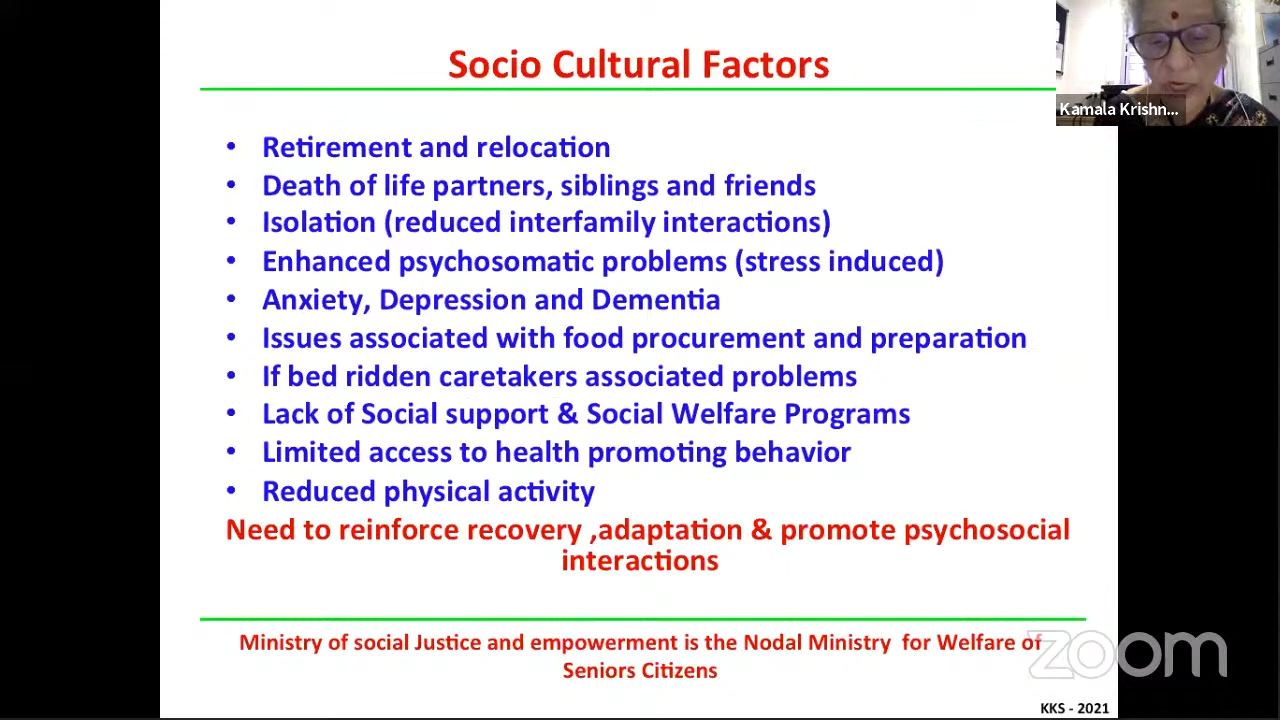 Socio Cultural Factors
Kamala Krishn...
• Retirement and relocation
• Death of life partners, siblings and friends
• Isolation (reduced interfamily interactions)
• Enhanced psychosomatic problems (stress induced)
• Anxiety, Depression and Dementia
• Issues associated with food procurement and preparation
• If bed ridden caretakers associated problems
• Lack of Social support & Social Welfare Programs
• Limited access to health promoting behavior
• Reduced physical activity
Need to reinforce recovery ,adaptation & promote psychosocial
interactions
Ministry of social Justice and empowerment is the Nodal Ministry for Welfare of
Seniors Citizens
zoom
KKS - 2021